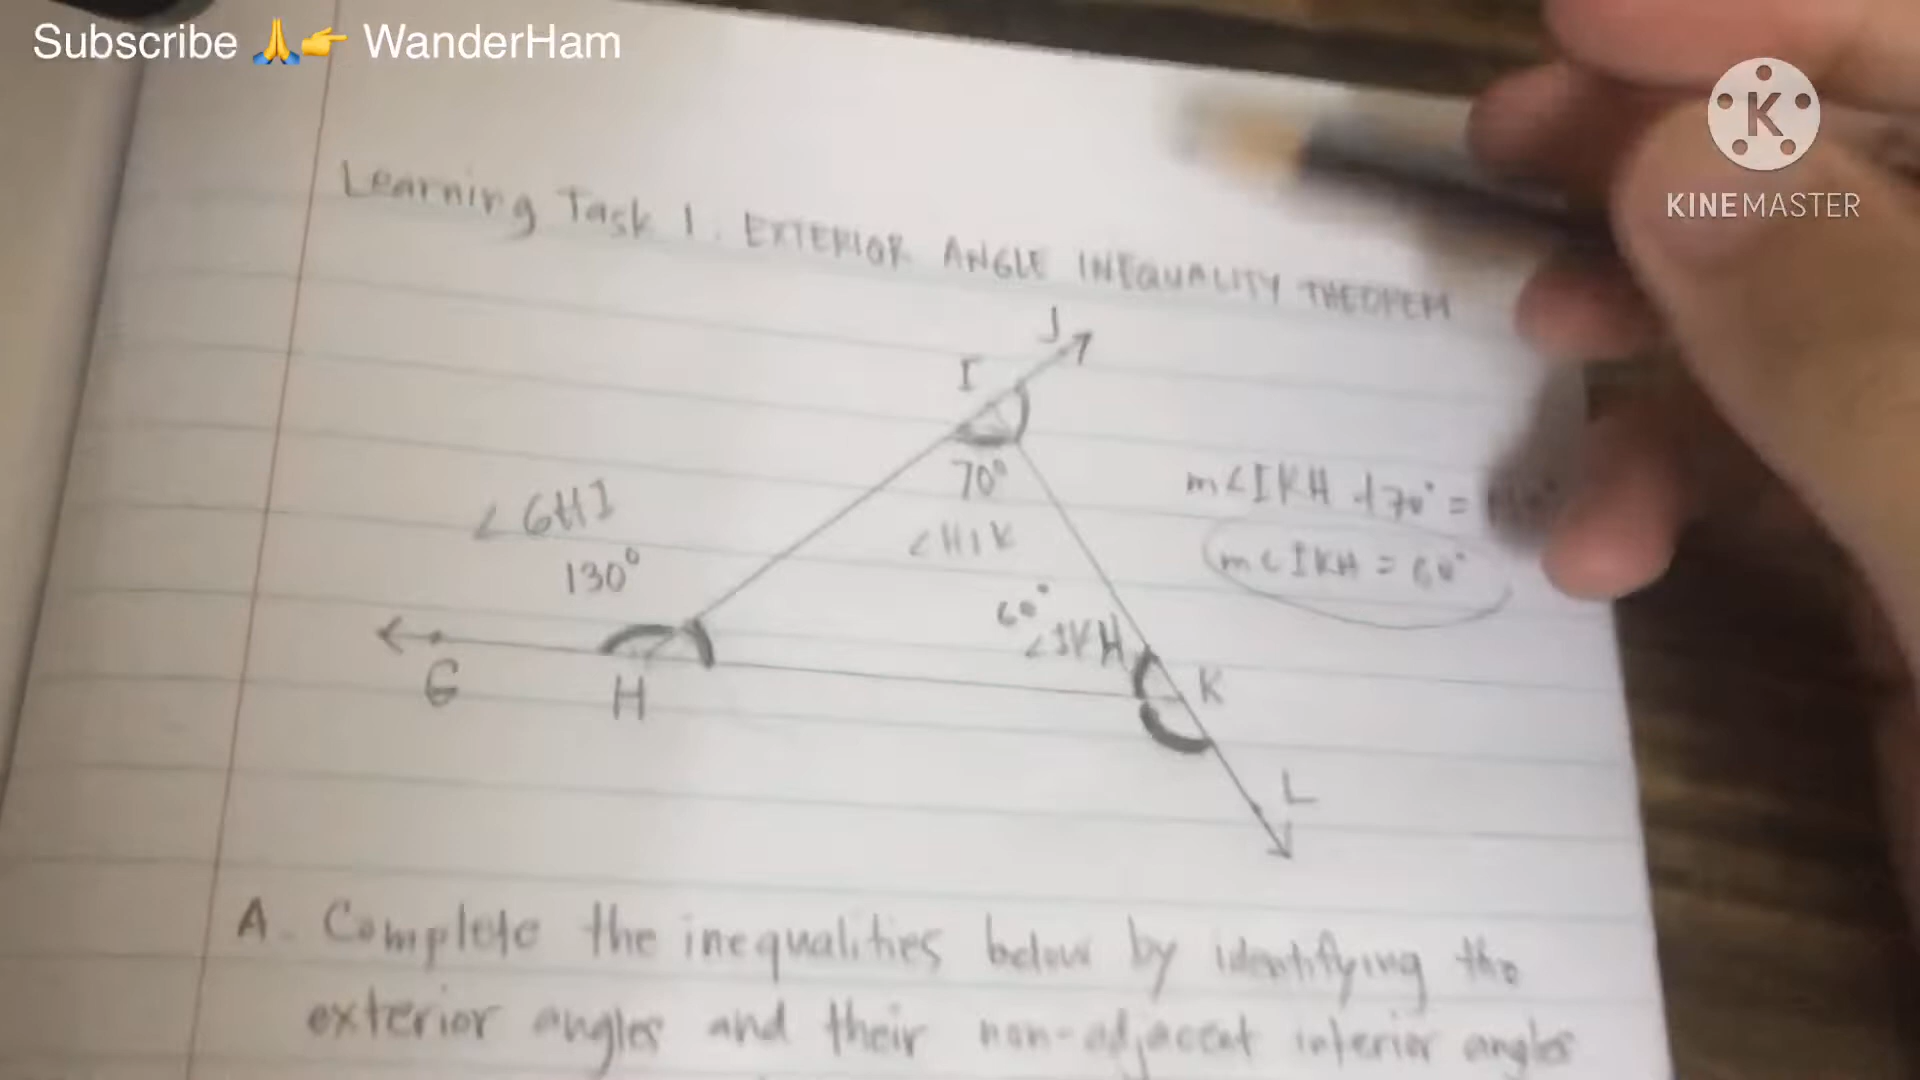 Subscribe 🙏👉 WanderHam
K
KINEMASTER
Learning Task 1. EXTERIOR ANGLE INEQUALITY THEOREM
J
I
70°
∠HIK
∠GHI
130°
m∠IKH +70° =
m∠IKH = 60°
60°
∠IKH
G
H
K
L
A. Complete the inequalities below by identifying the
exterior angles and their non-adjacent interior angles